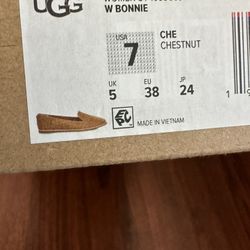 UGG
W BONNIE
USA
7
CHE
CHESTNUT
UK
5
EU
38
JP
24
MADE IN VIETNAM